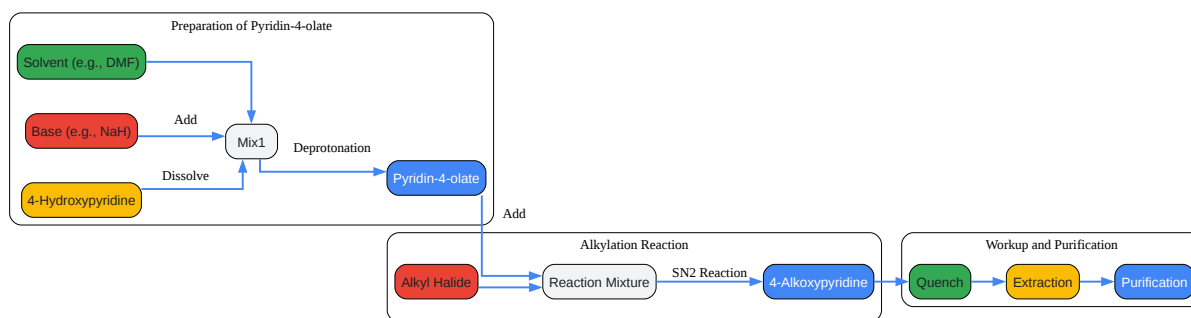 Preparation of Pyridin-4-olate
Solvent (e.g., DMF)
Base (e.g., NaH)
Add
Mix1
4-Hydroxypyridine
Dissolve
Deprotonation
Pyridin-4-olate
Add
Alkylation Reaction
Alkyl Halide
Reaction Mixture
SN2 Reaction
4-Alkoxypyridine
Workup and Purification
Quench
Extraction
Purification